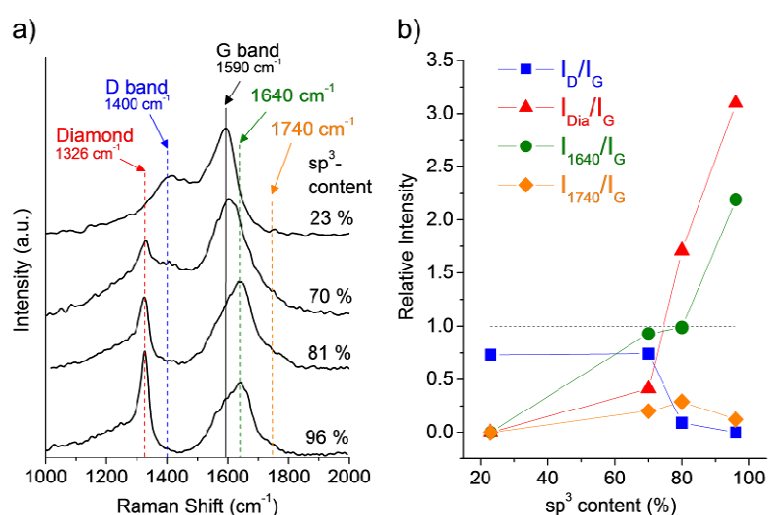 a)
G band
1590 cm⁻¹
D band
1400 cm⁻¹
1640 cm⁻¹
Diamond
1326 cm⁻¹
1740 cm⁻¹
sp³-
content
23 %
70 %
81 %
96 %
Intensity (a.u.)
1000 1200 1400 1600 1800 2000
Raman Shift (cm⁻¹)
b)
I_D/I_G
I_Dia/I_G
I_1640/I_G
I_1740/I_G
Relative Intensity
3.5
3.0
2.5
2.0
1.5
1.0
0.5
0.0
20 40 60 80 100
sp³ content (%)